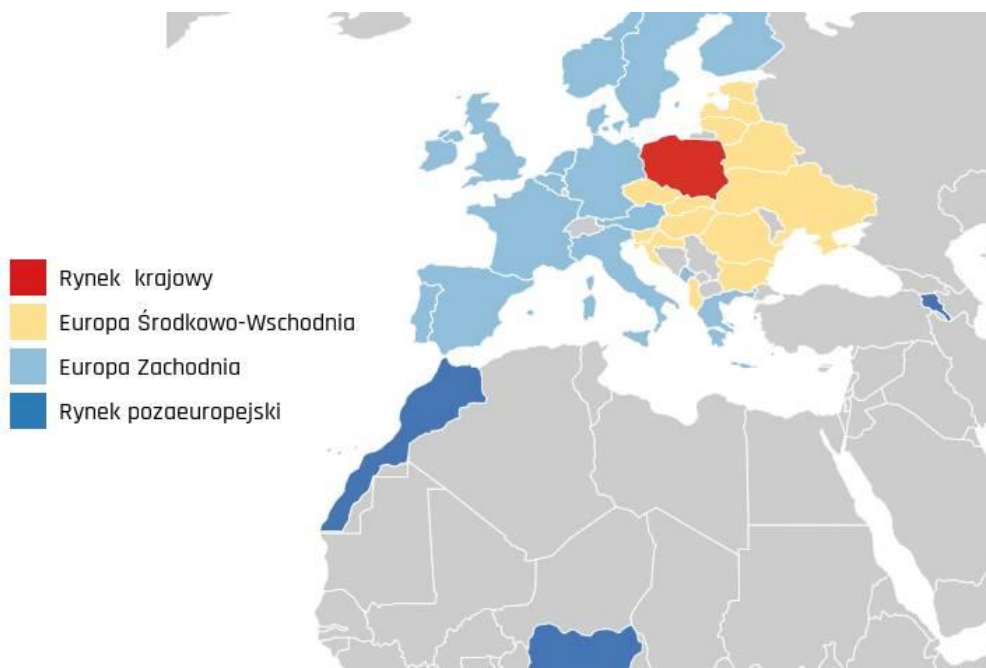 Rynek krajowy
Europa Środkowo-Wschodnia
Europa Zachodnia
Rynek pozaeuropejski